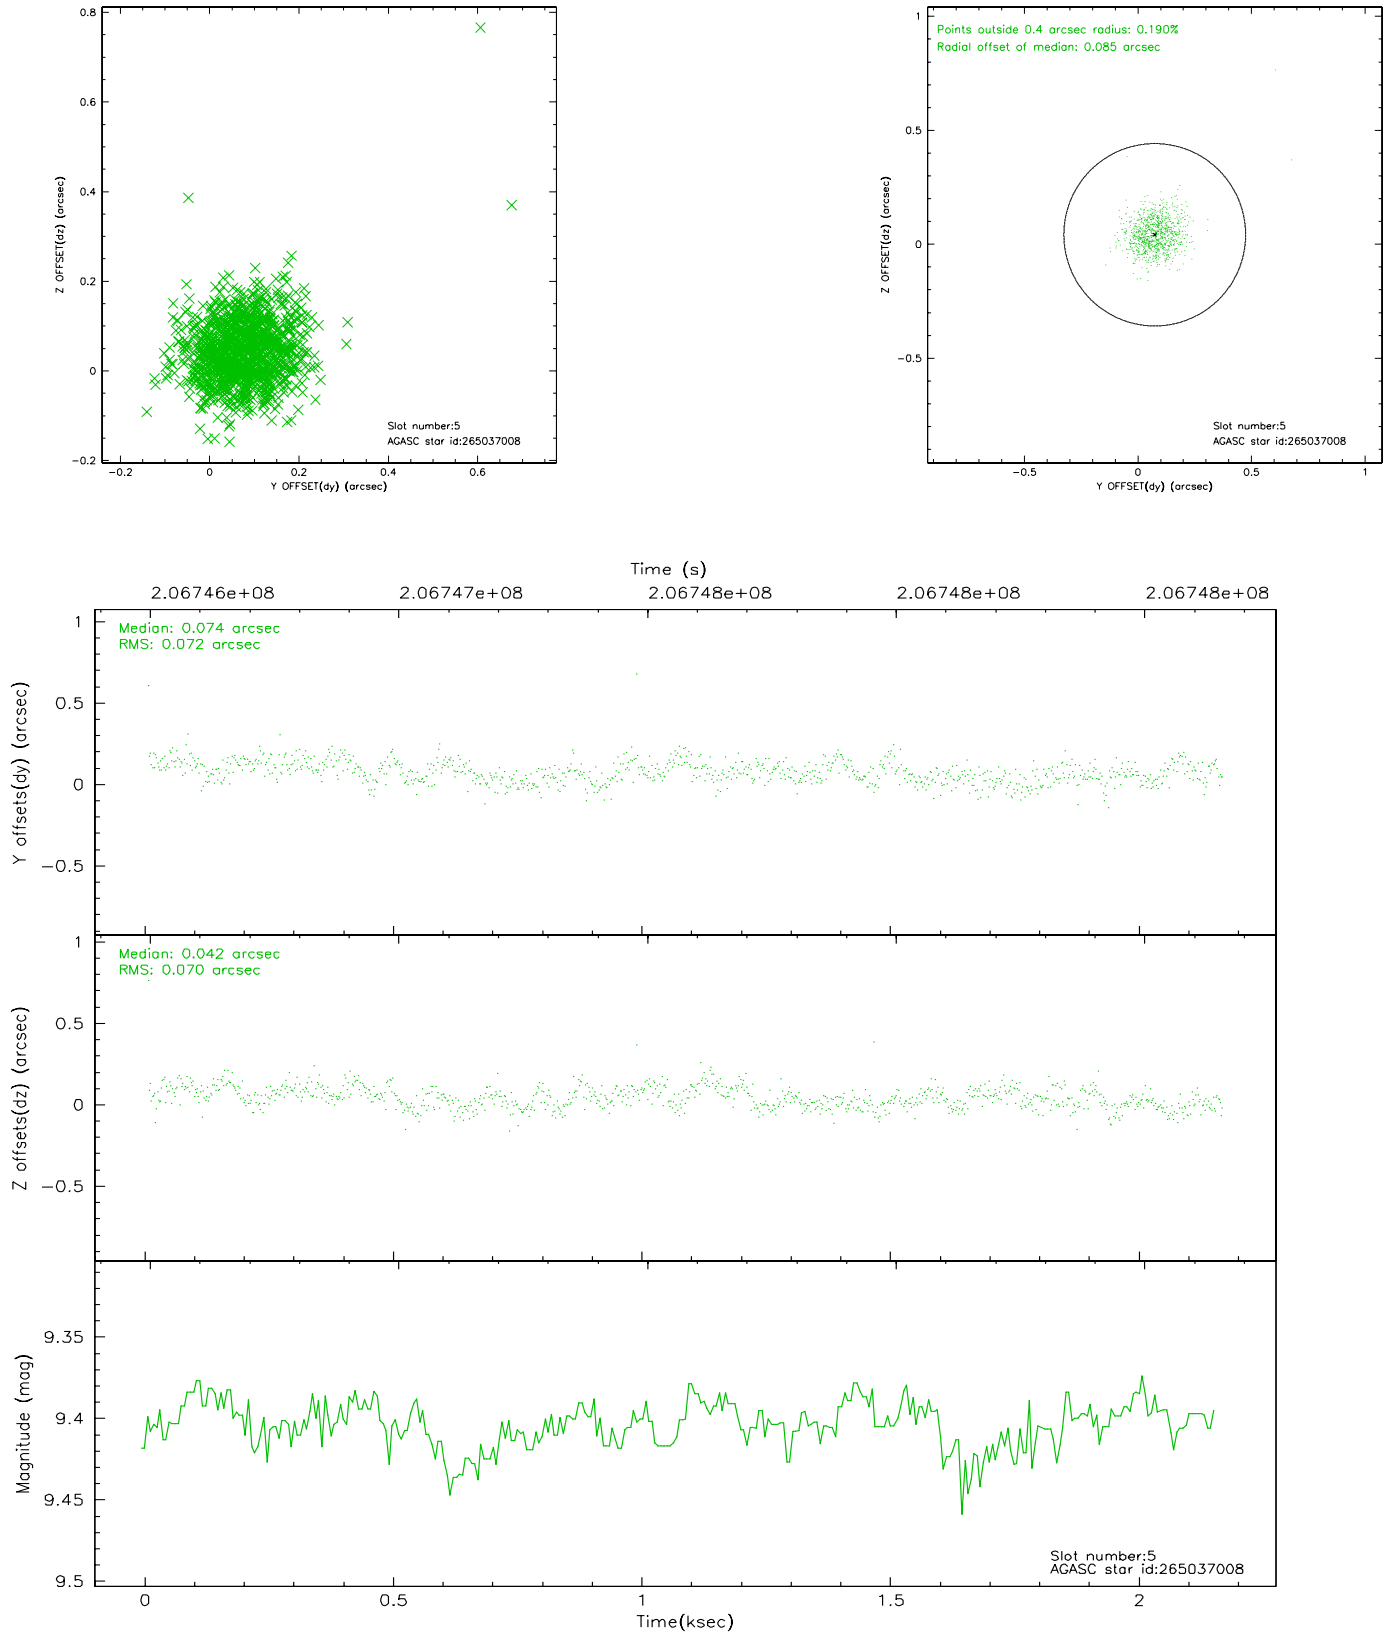 0.8
0.6
0.4
0.2
0
−0.2
Z OFFSET(dz) (arcsec)
−0.2 0 0.2 0.4 0.6
Y OFFSET(dy) (arcsec)
Slot number:5
AGASC star id:265037008
Points outside 0.4 arcsec radius: 0.190%
Radial offset of median: 0.085 arcsec
1
0.5
0
−0.5
Z OFFSET(dz) (arcsec)
−0.5 0 0.5 1
Y OFFSET(dy) (arcsec)
Slot number:5
AGASC star id:265037008
Time (s)
2.06746e+08 2.06747e+08 2.06748e+08 2.06748e+08 2.06748e+08
Median: 0.074 arcsec
RMS: 0.072 arcsec
1
0.5
0
−0.5
Y offsets(dy) (arcsec)
Median: 0.042 arcsec
RMS: 0.070 arcsec
1
0.5
0
−0.5
Z offsets(dz) (arcsec)
9.35
9.4
9.45
9.5
Magnitude (mag)
Slot number:5
AGASC star id:265037008
0 0.5 1 1.5 2
Time(ksec)